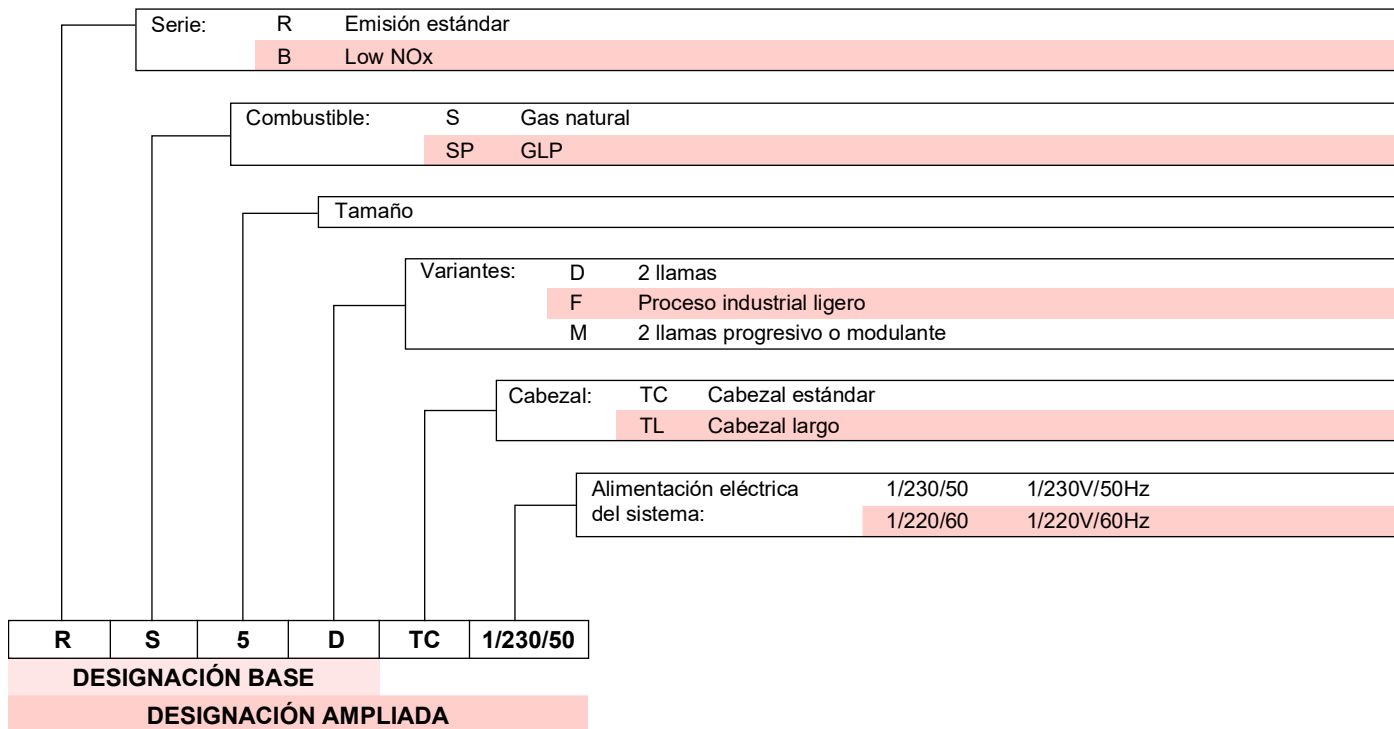 Serie: R Emisión estándar
B Low NOx
Combustible: S Gas natural
SP GLP
Tamaño
Variantes: D 2 llamas
F Proceso industrial ligero
M 2 llamas progresivo o modulante
Cabezal: TC Cabezal estándar
TL Cabezal largo
Alimentación eléctrica 1/230/50 1/230V/50Hz
del sistema: 1/220/60 1/220V/60Hz
R S 5 D TC 1/230/50
DESIGNACIÓN BASE
DESIGNACIÓN AMPLIADA